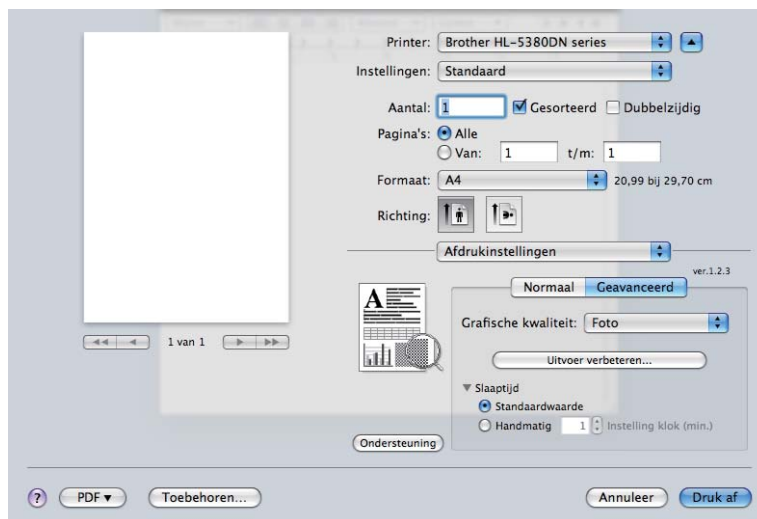 Printer: Brother HL-5380DN series
Instellingen: Standaard
Aantal: 1 Gesorteerd Dubbelzijdig
Pagina's: Alle
Van: 1 t/m: 1
Formaat: A4 20,99 bij 29,70 cm
Richting:
Afdrukinstellingen
ver.1.2.3
Normaal Geavanceerd
A
Grafische kwaliteit: Foto
1 van 1
Uitvoer verbeteren...
Slaaptijd
Standaardwaarde
Handmatig 1 Instelling klok (min.)
Ondersteuning
? PDF Toebehoren... Annuleer Druk af